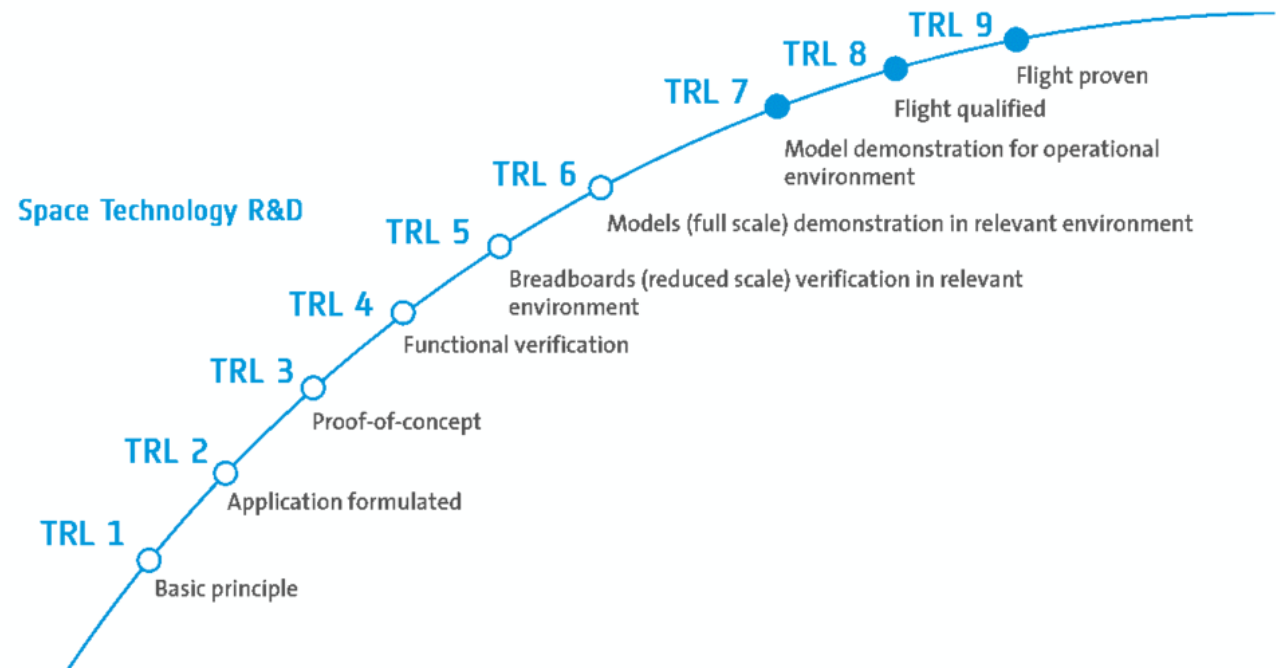 TRL 9
Flight proven
TRL 8
Flight qualified
TRL 7
Model demonstration for operational
environment
TRL 6
Models (full scale) demonstration in relevant environment
Space Technology R&D
TRL 5
Breadboards (reduced scale) verification in relevant
environment
TRL 4
Functional verification
TRL 3
Proof-of-concept
TRL 2
Application formulated
TRL 1
Basic principle